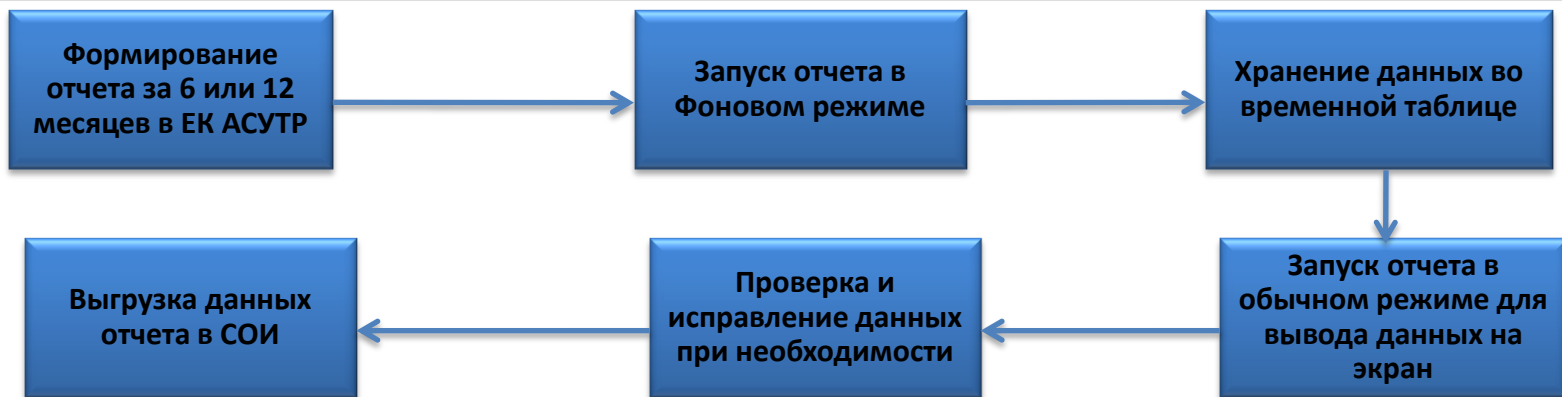 Формирование
отчета за 6 или 12
месяцев в ЕК АСУТР
Запуск отчета в
Фоновом режиме
Хранение данных во
временной таблице
Запуск отчета в
обычном режиме для
вывода данных на
экран
Проверка и
исправление данных
при необходимости
Выгрузка данных
отчета в СОИ